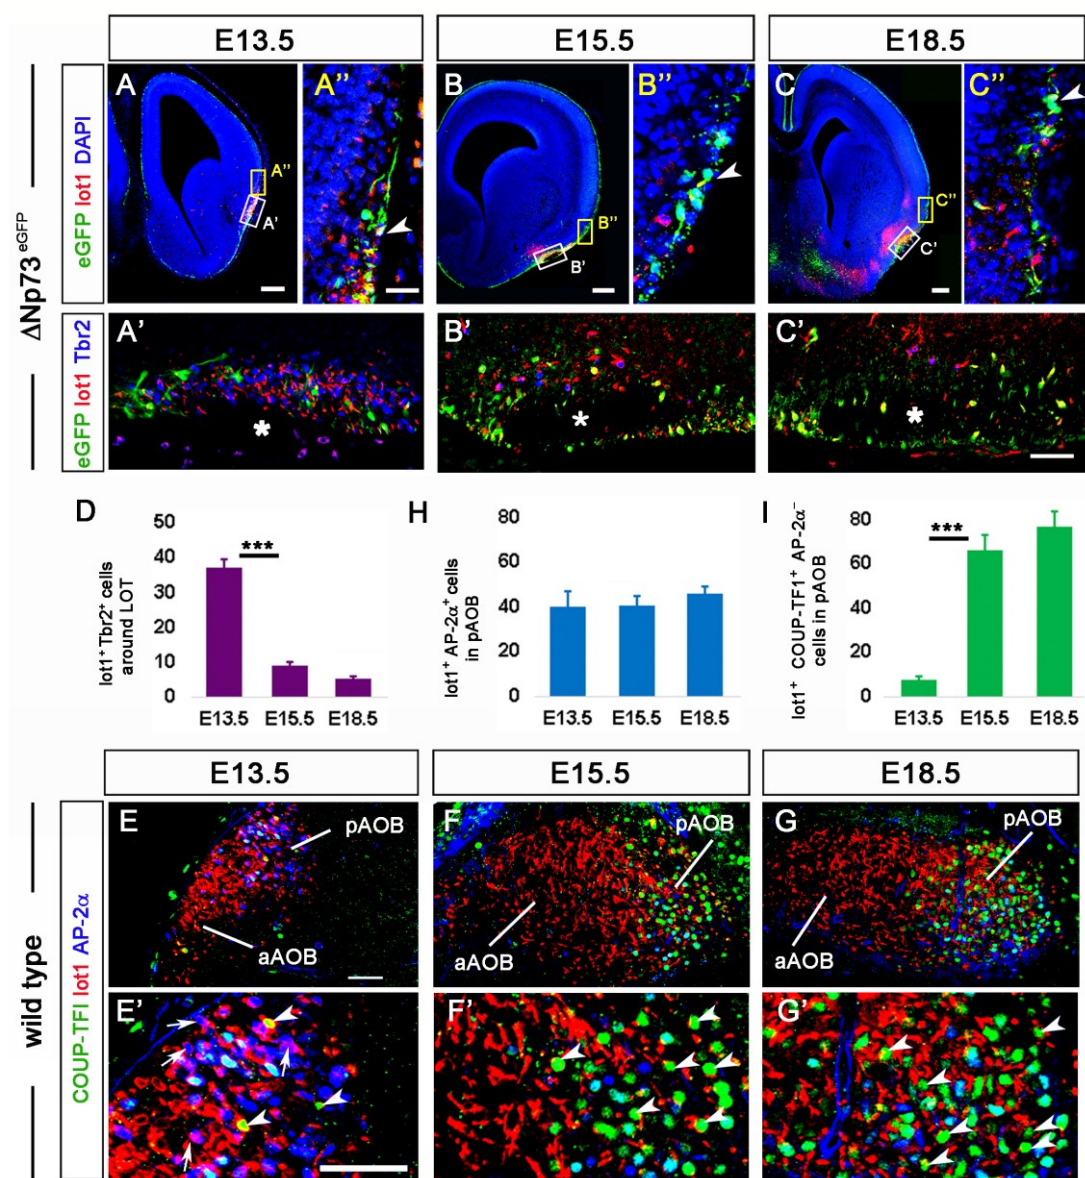 E13.5 E15.5 E18.5
ΔNp73 eGFP
eGFP lot1 DAPI
A A'' B B'' C C''
A''
A'
B''
B'
C''
C'
eGFP lot1 Tbr2
A' B' C'
*
*
*
D H I
lot1⁺ Tbr2⁺ cells
around LOT
50
40
30
20
10
0
***
E13.5 E15.5 E18.5
lot1⁺ AP-2α⁺ cells
in pAOB
80
60
40
20
0
E13.5 E15.5 E18.5
lot1⁺ COUP-TF1⁺ AP-2α⁻
cells in pAOB
80
60
40
20
0
***
E13.5 E15.5 E18.5
E13.5 E15.5 E18.5
wild type
COUP-TFI lot1 AP-2α
E
pAOB
aAOB
F
pAOB
aAOB
G
pAOB
aAOB
E' F' G'